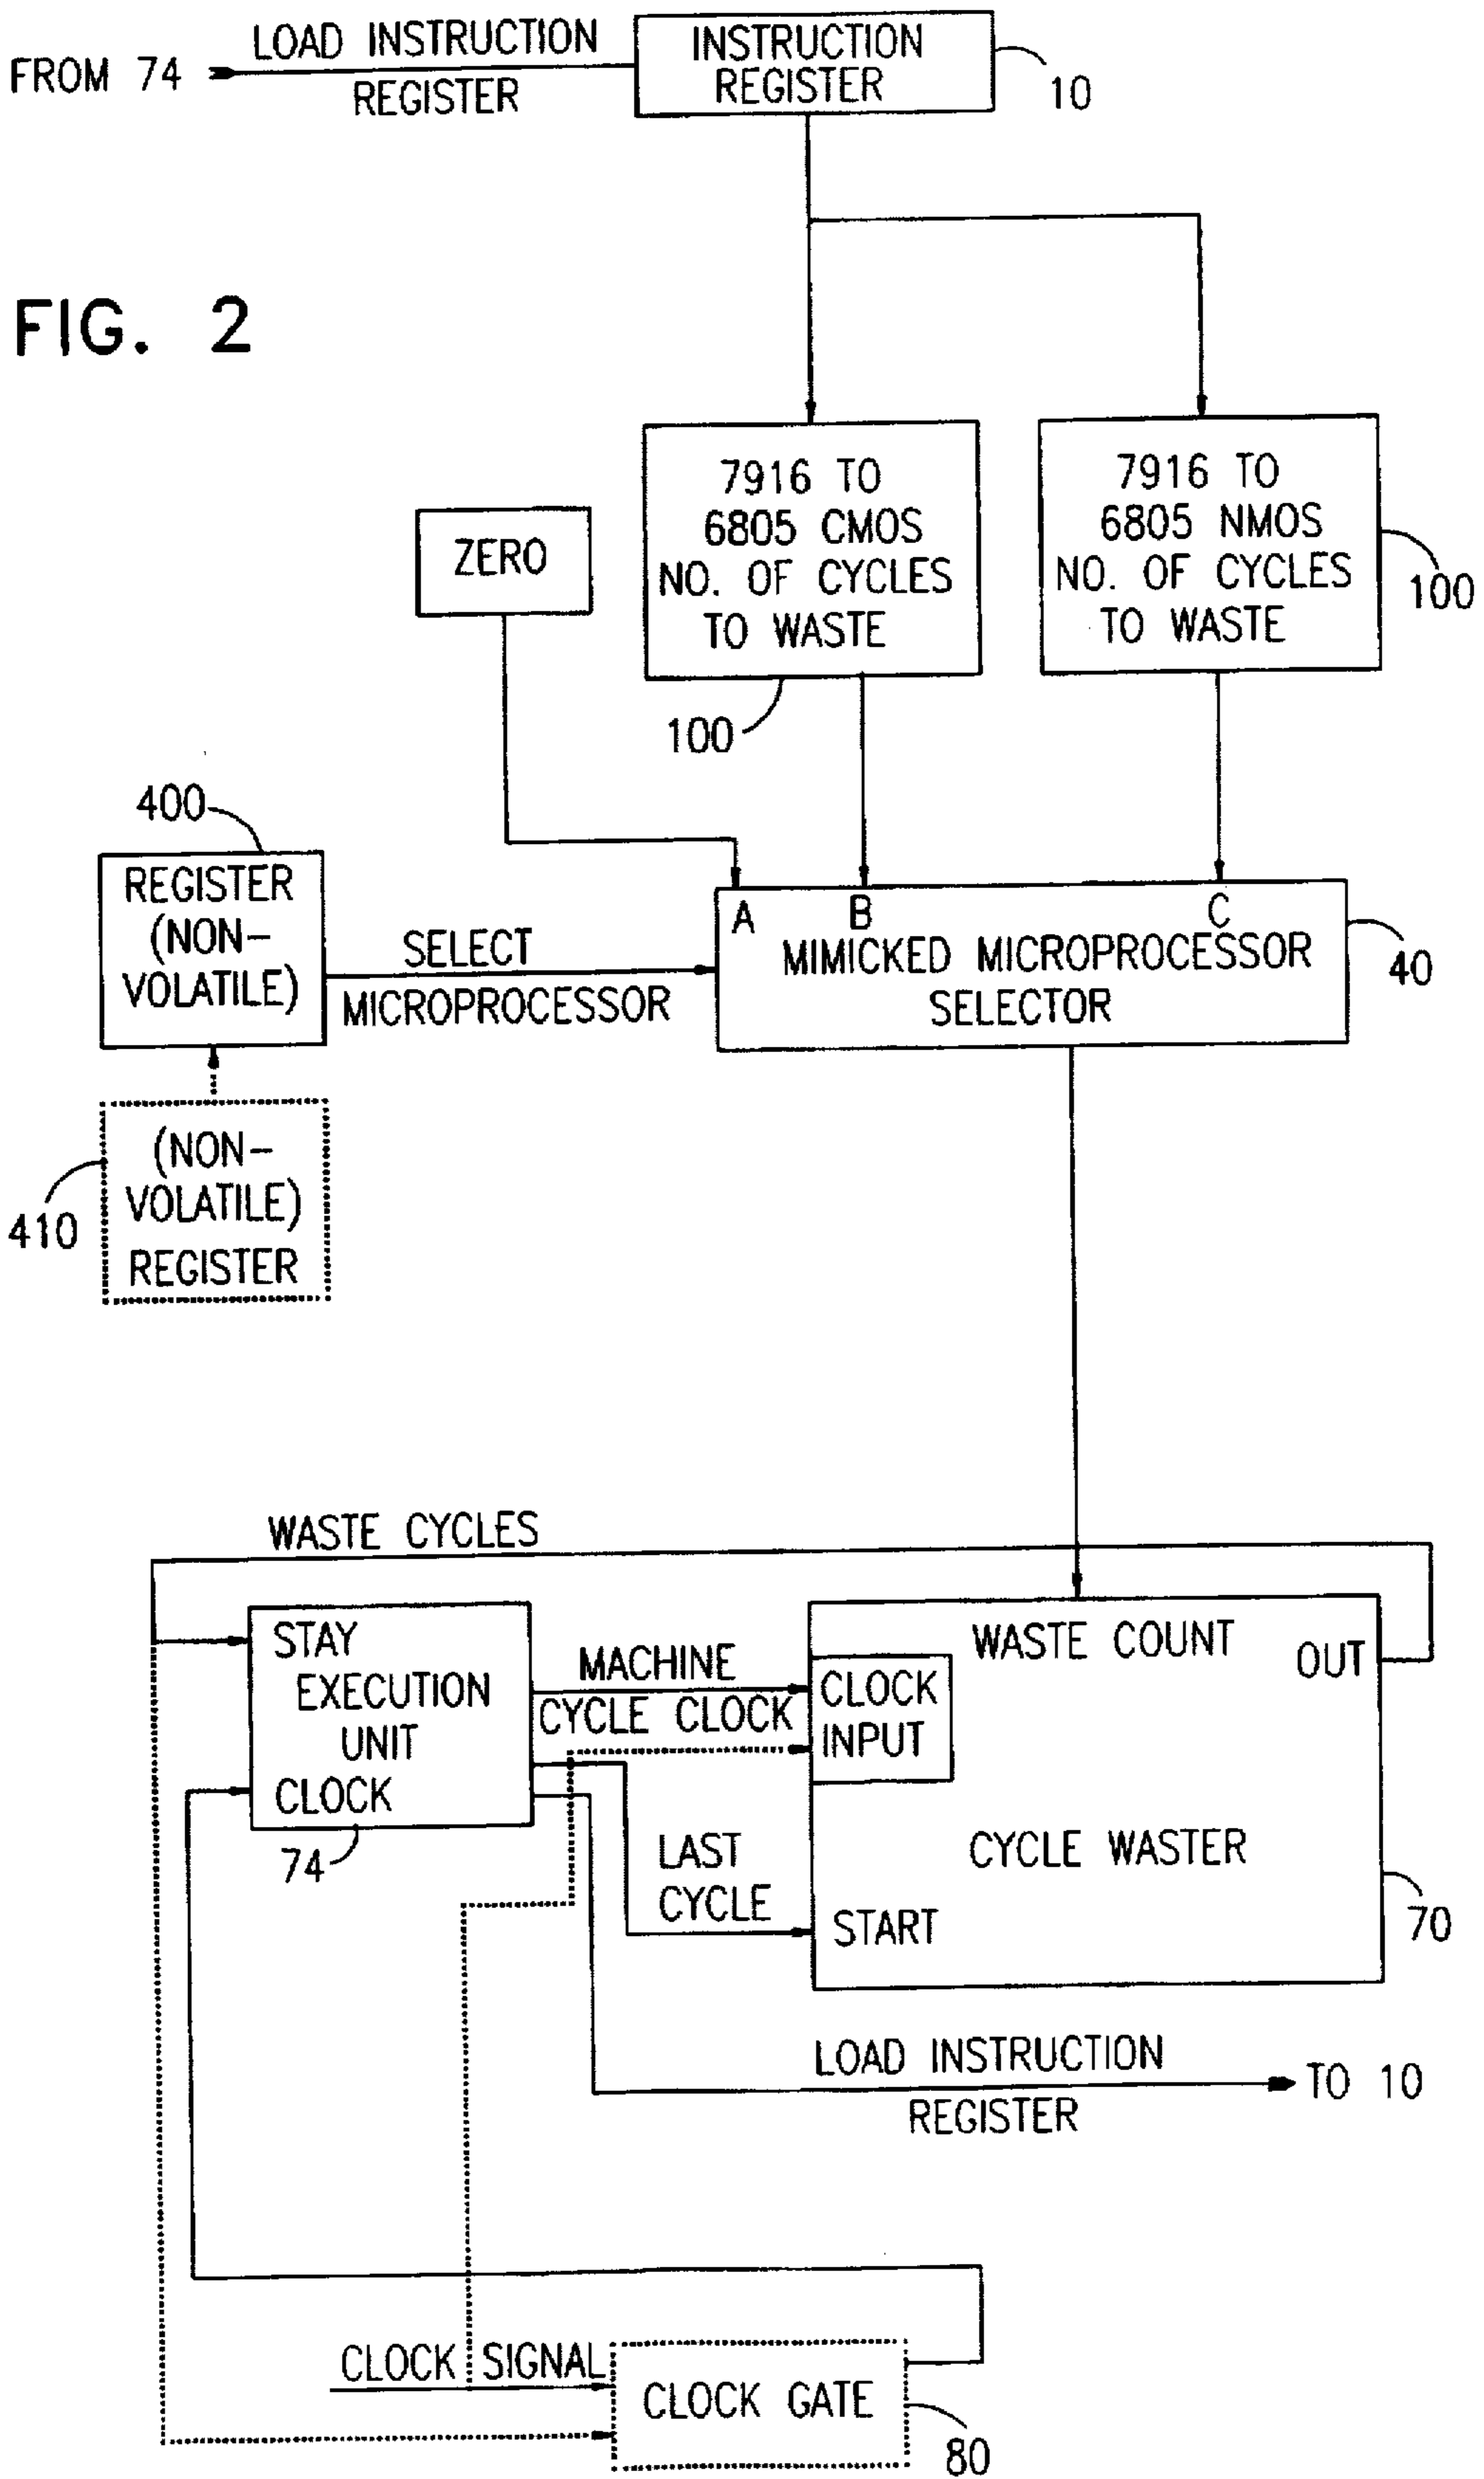 FROM 74
LOAD INSTRUCTION
REGISTER
INSTRUCTION
REGISTER
10
FIG. 2
ZERO
7916 TO
6805 CMOS
NO. OF CYCLES
TO WASTE
100
7916 TO
6805 NMOS
NO. OF CYCLES
TO WASTE
100
400
REGISTER
(NON-
VOLATILE)
SELECT
MICROPROCESSOR
A
B
C
MIMICKED MICROPROCESSOR
SELECTOR
40
410
(NON-
VOLATILE)
REGISTER
WASTE CYCLES
STAY
EXECUTION
UNIT
CLOCK
74
MACHINE
CYCLE CLOCK
LAST
CYCLE
WASTE COUNT
OUT
CLOCK
INPUT
CYCLE WASTER
START
70
LOAD INSTRUCTION
REGISTER
TO 10
CLOCK SIGNAL
CLOCK GATE
80